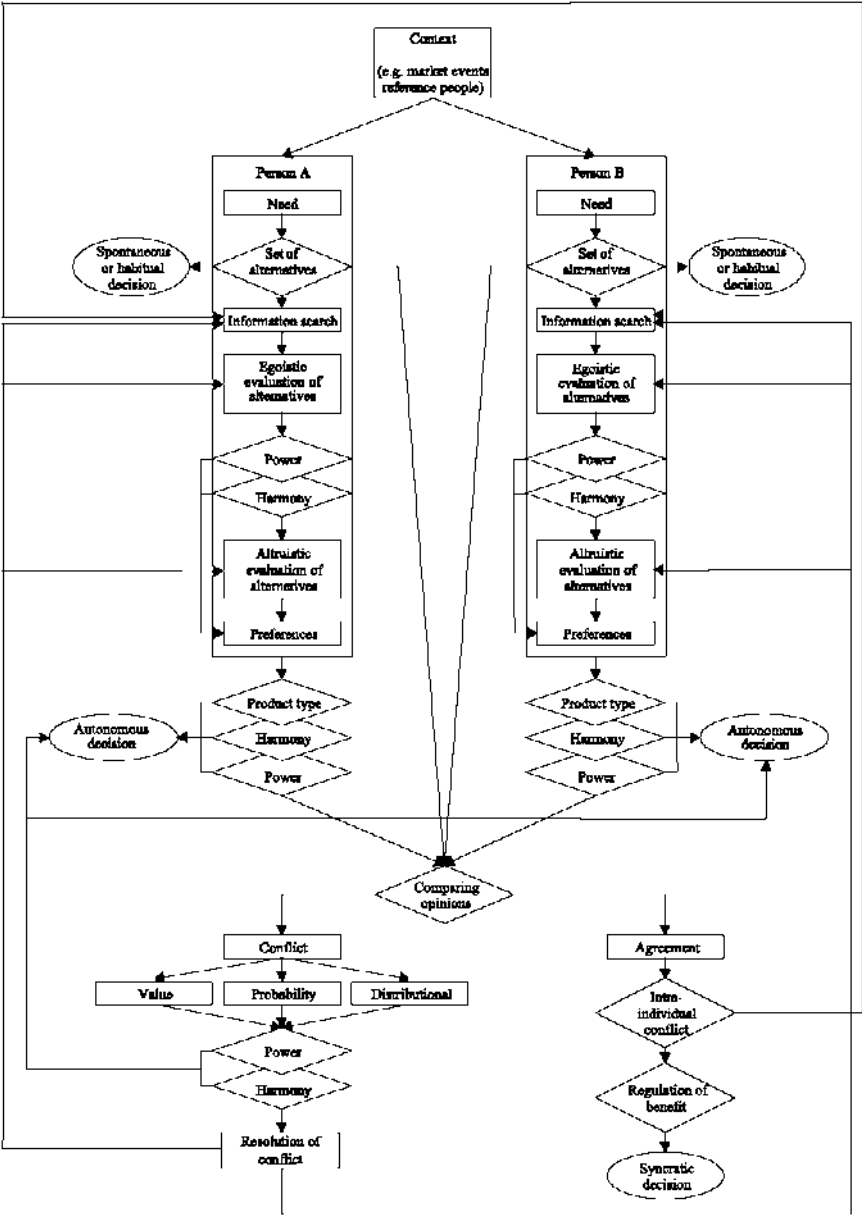 Context
(e.g. market events
reference people)
Person A
Person B
Need
Need
Spontaneous
or habitual
decision
Set of
alternatives
Set of
alternatives
Spontaneous
or habitual
decision
Information search
Information search
Egoistic
evaluation of
alternatives
Egoistic
evaluation of
alternatives
Power
Power
Harmony
Harmony
Altruistic
evaluation of
alternatives
Altruistic
evaluation of
alternatives
Preferences
Preferences
Product type
Product type
Autonomous
decision
Harmony
Harmony
Autonomous
decision
Power
Power
Comparing
opinions
Conflict
Agreement
Value
Probability
Distributional
Intra-
individual
conflict
Power
Harmony
Regulation of
benefit
Resolution of
conflict
Syncratic
decision